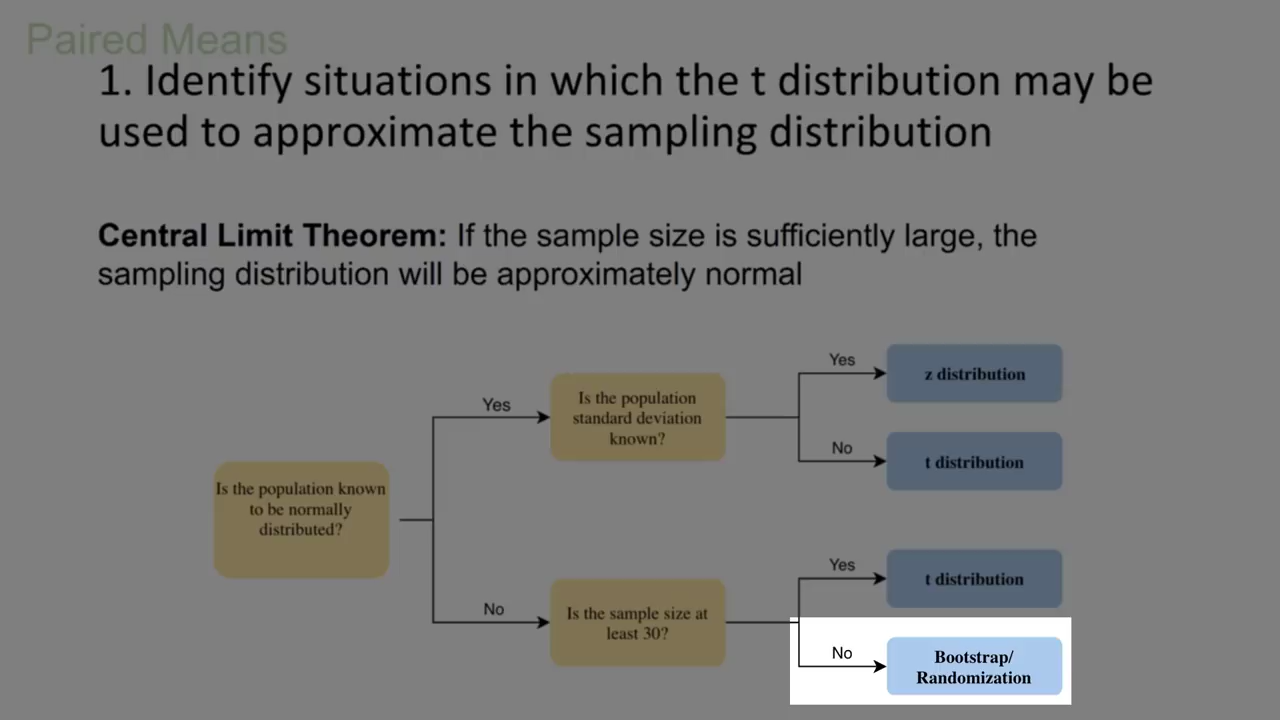 Paired Means
1. Identify situations in which the t distribution may be
used to approximate the sampling distribution
Central Limit Theorem: If the sample size is sufficiently large, the
sampling distribution will be approximately normal
Is the population known
to be normally
distributed?
Yes
Is the population
standard deviation
known?
Yes
z distribution
No
t distribution
No
Is the sample size at
least 30?
Yes
t distribution
No
Bootstrap/
Randomization